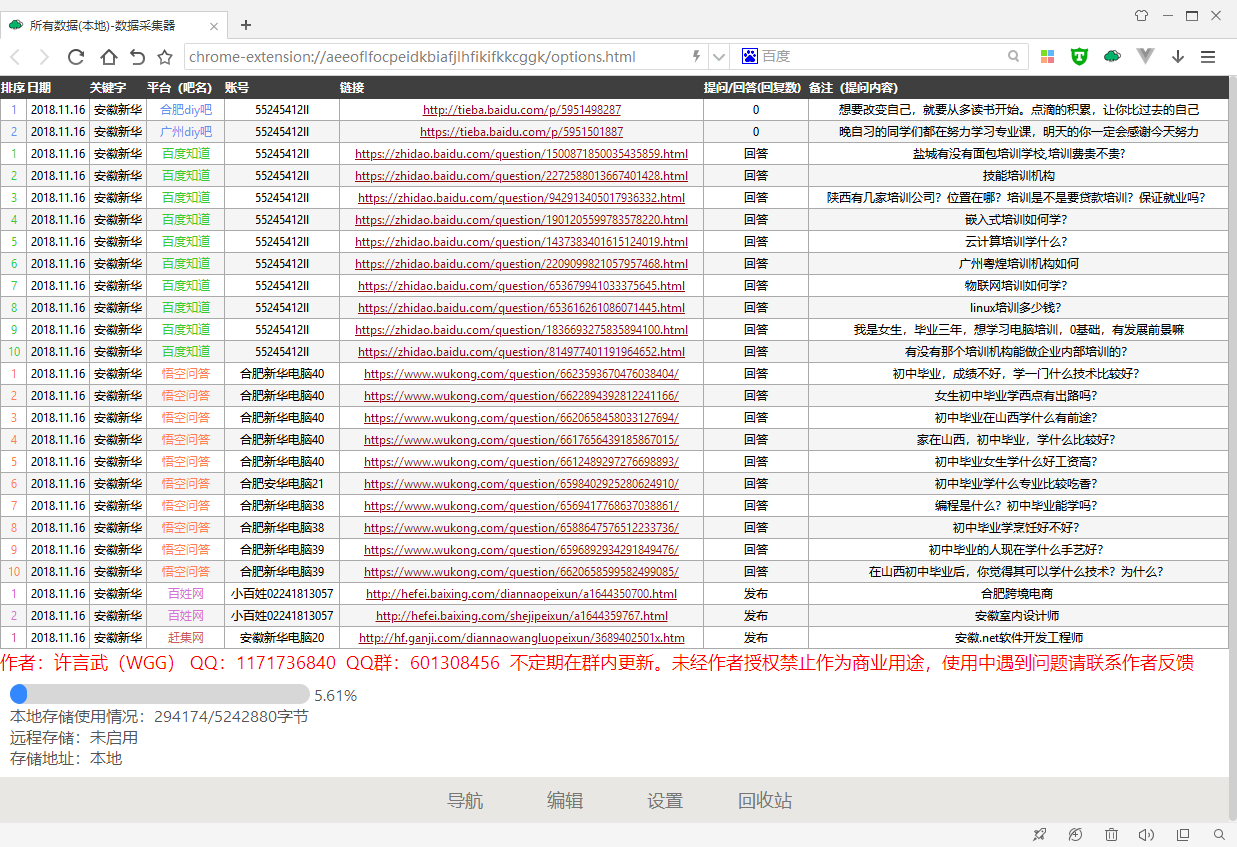 所有数据(本地)-数据采集器
chrome-extension://aeeoflfocpeidkbiafjlhfikifkkcggk/options.html 百度
排序 日期 关键字 平台（吧名） 账号 链接 提问/回答(回复数) 备注（提问内容）
1 2018.11.16 安徽新华 合肥diy吧 55245412ll http://tieba.baidu.com/p/5951498287 0 想要改变自己，就要从多读书开始。点滴的积累，让你比过去的自己
2 2018.11.16 安徽新华 广州diy吧 55245412ll https://tieba.baidu.com/p/5951501887 0 晚自习的同学们都在努力学习专业课，明天的你一定会感谢今天努力
1 2018.11.16 安徽新华 百度知道 55245412ll https://zhidao.baidu.com/question/1500871850035435859.html 回答 盐城有没有面包培训学校,培训费贵不贵?
2 2018.11.16 安徽新华 百度知道 55245412ll https://zhidao.baidu.com/question/2272588013667401428.html 回答 技能培训机构
3 2018.11.16 安徽新华 百度知道 55245412ll https://zhidao.baidu.com/question/942913405017936332.html 回答 陕西有几家培训公司？位置在哪？培训是不是要贷款培训？保证就业吗?
4 2018.11.16 安徽新华 百度知道 55245412ll https://zhidao.baidu.com/question/1901205599783578220.html 回答 嵌入式培训如何学?
5 2018.11.16 安徽新华 百度知道 55245412ll https://zhidao.baidu.com/question/1437383401615124019.html 回答 云计算培训学什么?
6 2018.11.16 安徽新华 百度知道 55245412ll https://zhidao.baidu.com/question/2209099821057957468.html 回答 广州粤煌培训机构如何
7 2018.11.16 安徽新华 百度知道 55245412ll https://zhidao.baidu.com/question/653679941033375645.html 回答 物联网培训如何学?
8 2018.11.16 安徽新华 百度知道 55245412ll https://zhidao.baidu.com/question/653616261086071445.html 回答 linux培训多少钱?
9 2018.11.16 安徽新华 百度知道 55245412ll https://zhidao.baidu.com/question/1836693275835894100.html 回答 我是女生，毕业三年，想学习电脑培训，0基础，有发展前景嘛
10 2018.11.16 安徽新华 百度知道 55245412ll https://zhidao.baidu.com/question/814977401191964652.html 回答 有没有那个培训机构能做企业内部培训的?
1 2018.11.16 安徽新华 悟空问答 合肥新华电脑40 https://www.wukong.com/question/6623593670476038404/ 回答 初中毕业，成绩不好，学一门什么技术比较好?
2 2018.11.16 安徽新华 悟空问答 合肥新华电脑40 https://www.wukong.com/question/6622894392812241166/ 回答 女生初中毕业学西点有出路吗?
3 2018.11.16 安徽新华 悟空问答 合肥新华电脑40 https://www.wukong.com/question/6620658458033127694/ 回答 初中毕业在山西学什么有前途?
4 2018.11.16 安徽新华 悟空问答 合肥新华电脑40 https://www.wukong.com/question/6617656439185867015/ 回答 家在山西，初中毕业，学什么比较好?
5 2018.11.16 安徽新华 悟空问答 合肥新华电脑40 https://www.wukong.com/question/6612489297276698893/ 回答 初中毕业女生学什么好工资高?
6 2018.11.16 安徽新华 悟空问答 合肥安华电脑21 https://www.wukong.com/question/6598402925280624910/ 回答 初中毕业学什么专业比较吃香?
7 2018.11.16 安徽新华 悟空问答 合肥新华电脑38 https://www.wukong.com/question/6569417768637038861/ 回答 编程是什么？初中毕业能学吗?
8 2018.11.16 安徽新华 悟空问答 合肥新华电脑38 https://www.wukong.com/question/6588647576512233736/ 回答 初中毕业学烹饪好不好?
9 2018.11.16 安徽新华 悟空问答 合肥新华电脑39 https://www.wukong.com/question/6596892934291849476/ 回答 初中毕业的人现在学什么手艺好?
10 2018.11.16 安徽新华 悟空问答 合肥新华电脑39 https://www.wukong.com/question/6620658599582499085/ 回答 在山西初中毕业后，你觉得其可以学什么技术？为什么?
1 2018.11.16 安徽新华 百姓网 小百姓02241813057 http://hefei.baixing.com/diannaopeixun/a1644350700.html 发布 合肥跨境电商
2 2018.11.16 安徽新华 百姓网 小百姓02241813057 http://hefei.baixing.com/shejipeixun/a1644359767.html 发布 安徽室内设计师
1 2018.11.16 安徽新华 赶集网 安徽新华电脑20 http://hf.ganji.com/diannaowangluopeixun/3689402501x.htm 发布 安徽.net软件开发工程师
作者：许言武（WGG） QQ：1171736840 QQ群：601308456 不定期在群内更新。未经作者授权禁止作为商业用途，使用中遇到问题请联系作者反馈
5.61%
本地存储使用情况：294174/5242880字节
远程存储：未启用
存储地址：本地
导航 编辑 设置 回收站